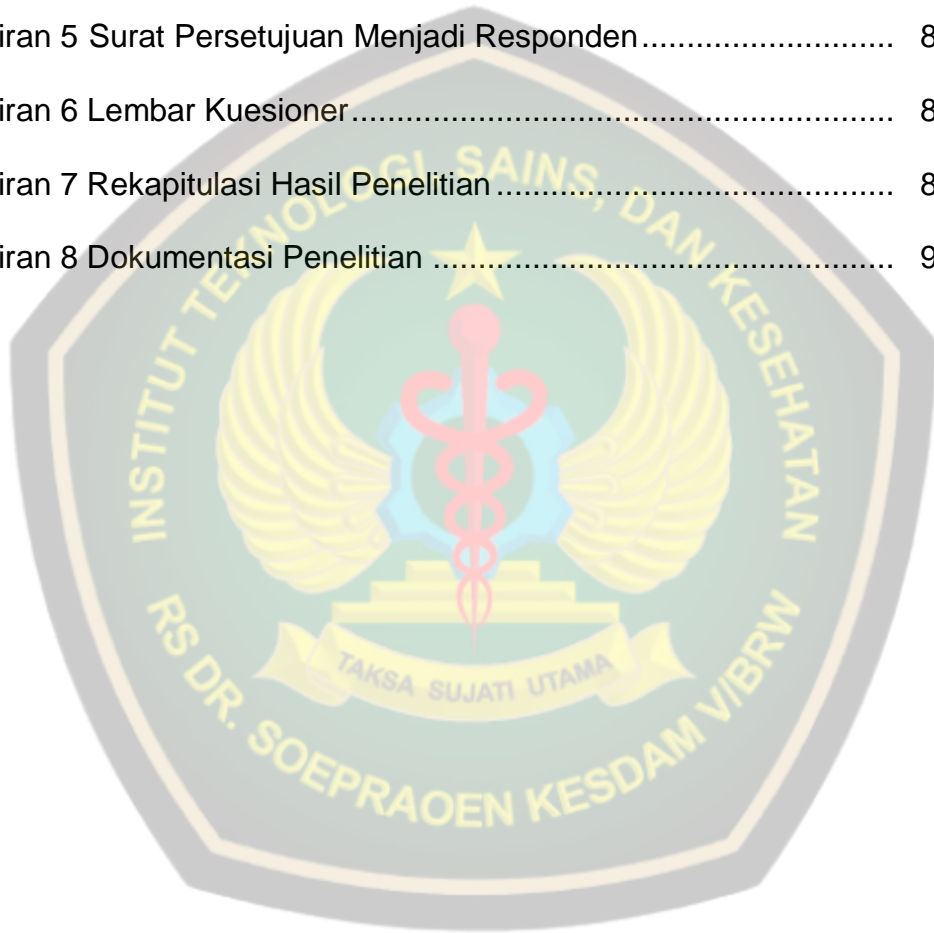 iran 5 Surat Persetujuan Menjadi Responden............................ 8
iran 6 Lembar Kuesioner............................................................ 8
iran 7 Rekapitulasi Hasil Penelitian ............................................ 8
iran 8 Dokumentasi Penelitian ................................................... 9
INSTITUT TEKNOLOGI, SAINS, DAN KESEHATAN
TAKSA SUJATI UTAMA
RS DR. SOEPRAOEN KESDAM V/BRW